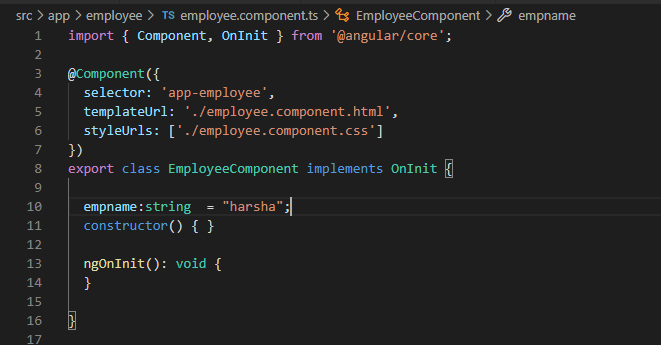 src > app > employee > TS employee.component.ts > EmployeeComponent > empname
1 import { Component, OnInit } from '@angular/core';
2
3 @Component({
4   selector: 'app-employee',
5   templateUrl: './employee.component.html',
6   styleUrls: ['./employee.component.css']
7 })
8 export class EmployeeComponent implements OnInit {
9
10   empname:string  = "harsha";
11   constructor() { }
12
13   ngOnInit(): void {
14   }
15
16 }
17